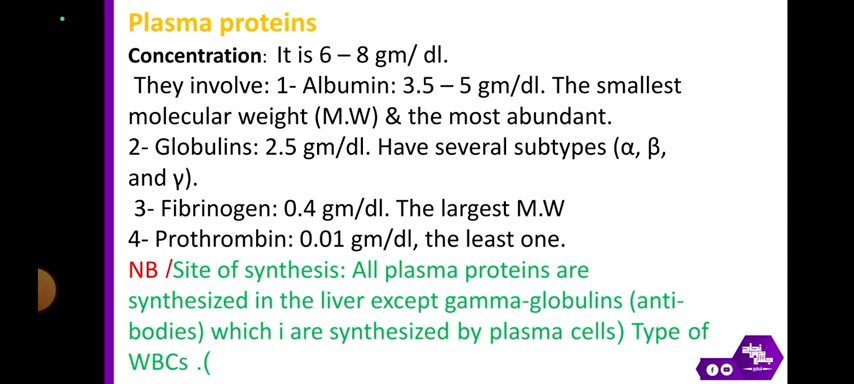 Plasma proteins
Concentration: It is 6 – 8 gm/ dl.
They involve: 1- Albumin: 3.5 – 5 gm/dl. The smallest
molecular weight (M.W) & the most abundant.
2- Globulins: 2.5 gm/dl. Have several subtypes (α, β,
and γ).
3- Fibrinogen: 0.4 gm/dl. The largest M.W
4- Prothrombin: 0.01 gm/dl, the least one.
NB /Site of synthesis: All plasma proteins are
synthesized in the liver except gamma-globulins (anti-
bodies) which i are synthesized by plasma cells) Type of
WBCs .(